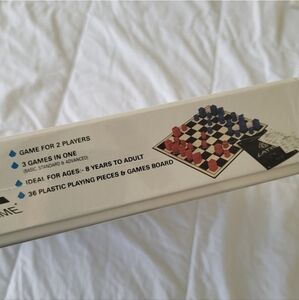 GAME FOR 2 PLAYERS
3 GAMES IN ONE
(BASIC, STANDARD & ADVANCED)
IDEAL FOR AGES:- 8 YEARS TO ADULT
36 PLASTIC PLAYING PIECES & GAMES BOARD